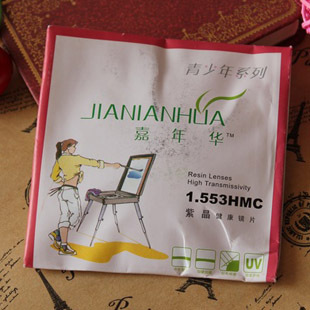 青少年系列
JIANIANHUA
嘉年华™
Resin Lenses
High Transmissivity
1.553HMC
紫晶健康镜片
UV